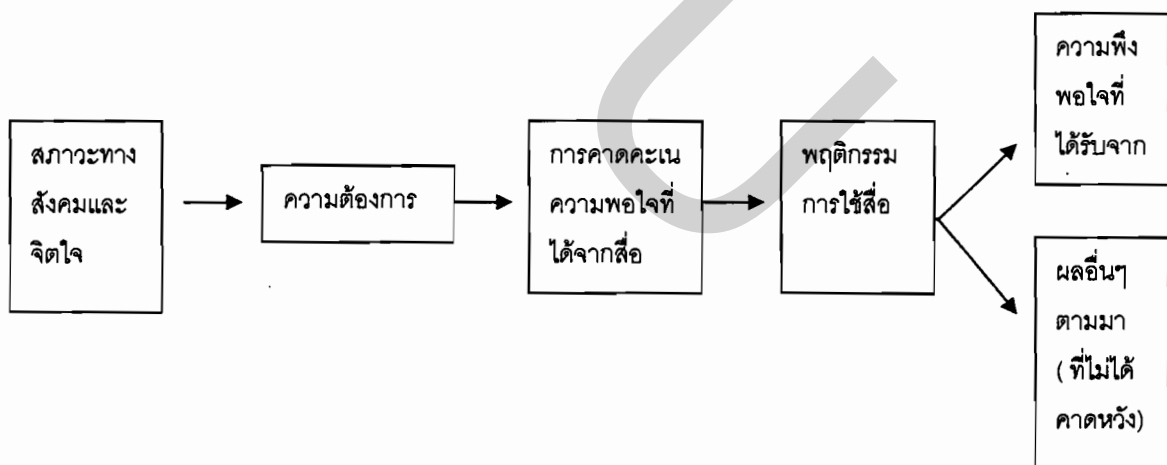 สภาวะทาง
สังคมและ
จิตใจ
ความต้องการ
การคาดคะเน
ความพอใจที่
ได้จากสื่อ
พฤติกรรม
การใช้สื่อ
ความพึง
พอใจที่
ได้รับจาก
ผลอื่นๆ
ตามมา
( ที่ไม่ได้
คาดหวัง)